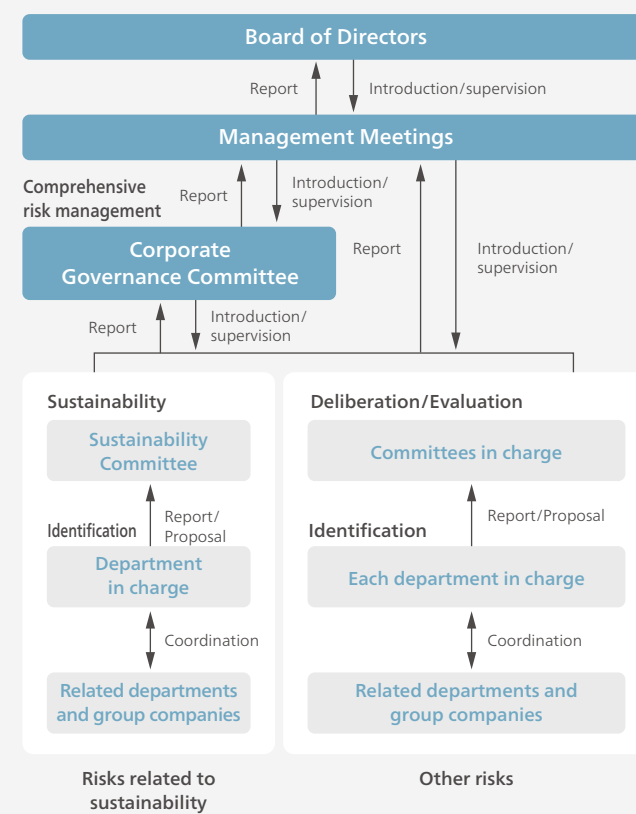 Board of Directors
Report
Introduction/supervision
Management Meetings
Comprehensive
risk management
Report
Introduction/
supervision
Corporate
Governance Committee
Report
Introduction/
supervision
Report
Introduction/
supervision
Sustainability
Sustainability
Committee
Identification
Report/
Proposal
Department
in charge
Coordination
Related departments
and group companies
Risks related to
sustainability
Deliberation/Evaluation
Committees in charge
Report/Proposal
Identification
Each department in charge
Coordination
Related departments and
group companies
Other risks